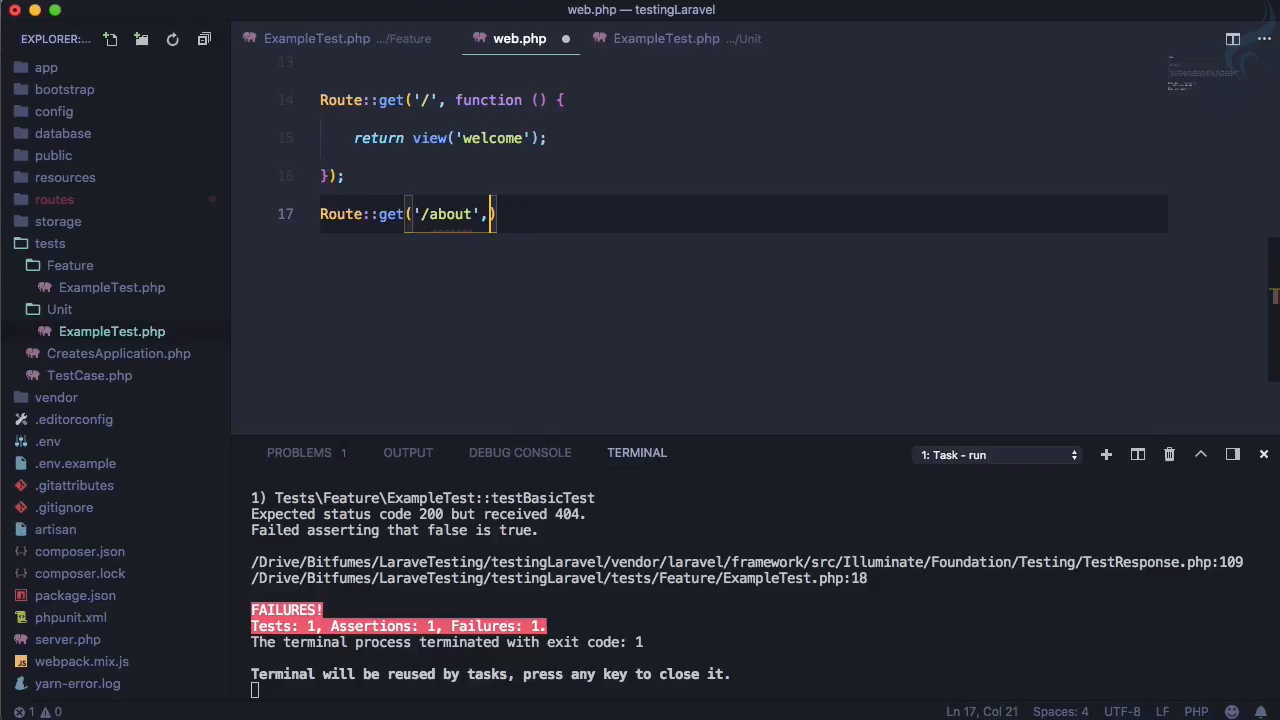 web.php — testingLaravel
EXPLORER:...
ExampleTest.php .../Feature
web.php
ExampleTest.php .../Unit
app
bootstrap
config
database
public
resources
routes
storage
tests
Feature
ExampleTest.php
Unit
ExampleTest.php
CreatesApplication.php
TestCase.php
vendor
.editorconfig
.env
.env.example
.gitattributes
.gitignore
artisan
composer.json
composer.lock
package.json
phpunit.xml
server.php
webpack.mix.js
yarn-error.log
13
14 Route::get('/', function () {
15 return view('welcome');
16 });
17 Route::get('/about',)
PROBLEMS 1 OUTPUT DEBUG CONSOLE TERMINAL
1: Task - run
1) Tests\Feature\ExampleTest::testBasicTest
Expected status code 200 but received 404.
Failed asserting that false is true.
/Drive/Bitfumes/LaraveTesting/testingLaravel/vendor/laravel/framework/src/Illuminate/Foundation/Testing/TestResponse.php:109
/Drive/Bitfumes/LaraveTesting/testingLaravel/tests/Feature/ExampleTest.php:18
FAILURES!
Tests: 1, Assertions: 1, Failures: 1.
The terminal process terminated with exit code: 1
Terminal will be reused by tasks, press any key to close it.
1 0
Ln 17, Col 21 Spaces: 4 UTF-8 LF PHP